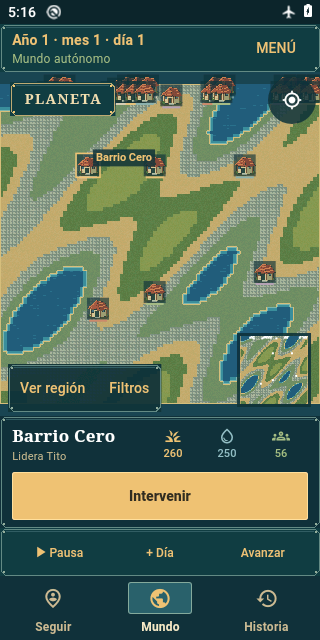 5:16
Año 1 · mes 1 · día 1
Mundo autónomo
MENÚ
PLANETA
Barrio Cero
Ver región
Filtros
Barrio Cero
Lidera Tito
260
250
56
Intervenir
Pausa
+ Día
Avanzar
Seguir
Mundo
Historia